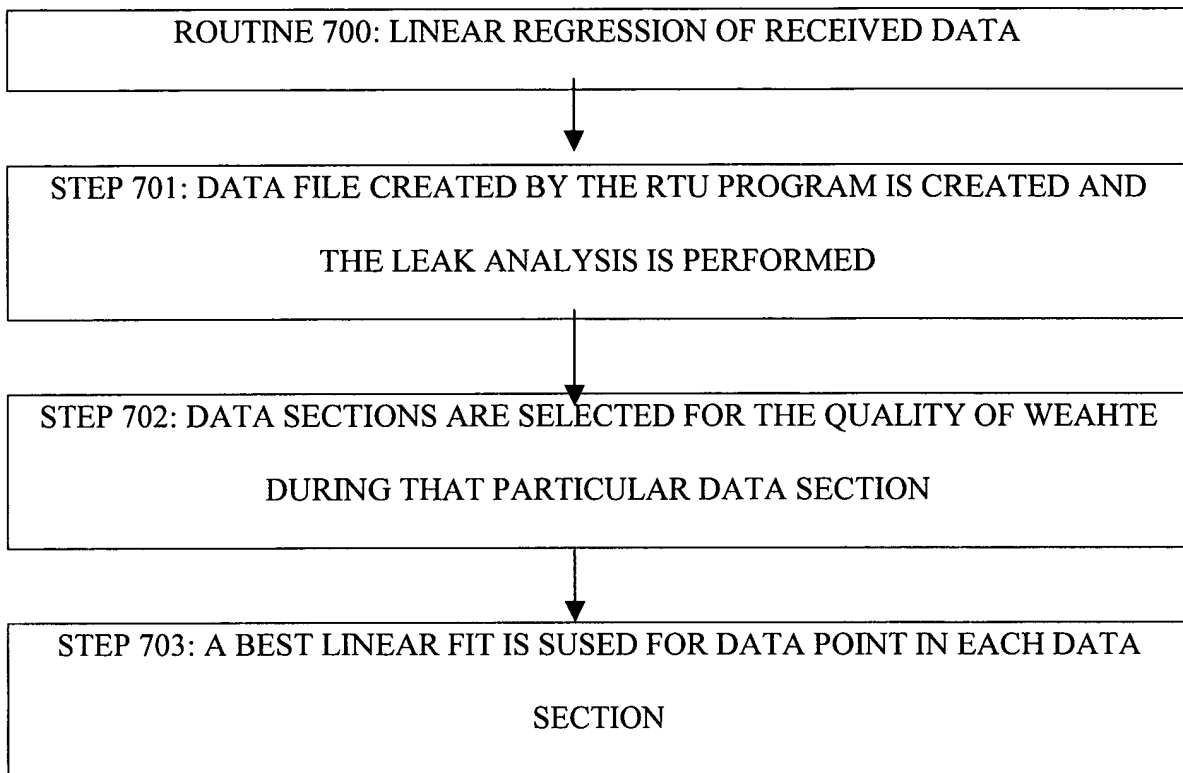 ROUTINE 700: LINEAR REGRESSION OF RECEIVED DATA
STEP 701: DATA FILE CREATED BY THE RTU PROGRAM IS CREATED AND
THE LEAK ANALYSIS IS PERFORMED
STEP 702: DATA SECTIONS ARE SELECTED FOR THE QUALITY OF WEAHTE
DURING THAT PARTICULAR DATA SECTION
STEP 703: A BEST LINEAR FIT IS SUSED FOR DATA POINT IN EACH DATA
SECTION